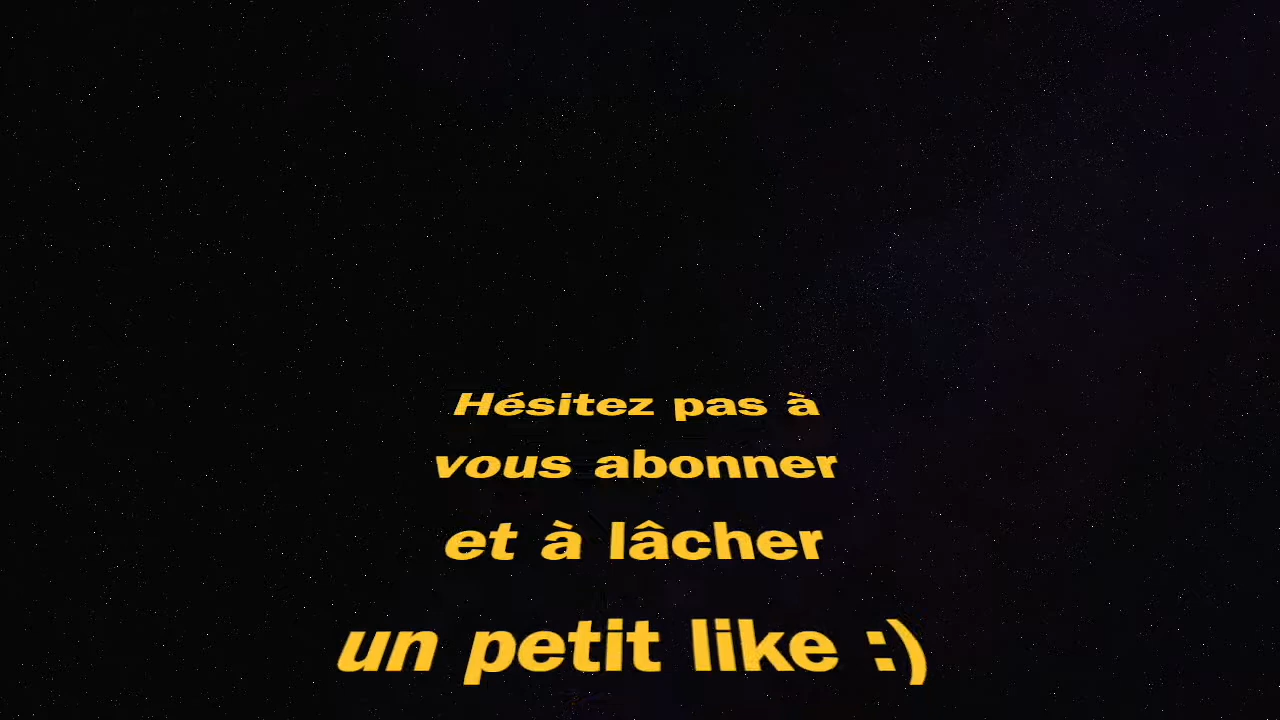 Hésitez pas à
vous abonner
et à lâcher
un petit like :)